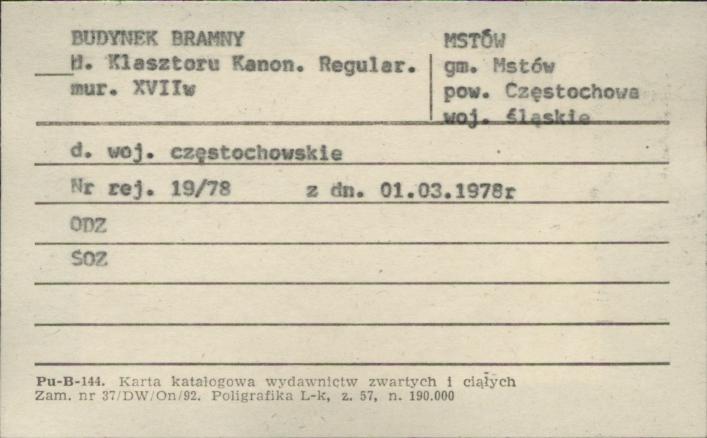 BUDYNEK BRAMNY
d. Klasztoru Kanon. Regular.
mur. XVIIw
MSTÓW
gm. Mstów
pow. Częstochowa
woj. śląskie
d. woj. częstochowskie
Nr rej. 19/78 z dn. 01.03.1978r
ODZ
ŚOZ
Pu-B-144. Karta katalogowa wydawnictw zwartych i ciąłych
Zam. nr 37/DW/On/92. Poligrafika L-k, z. 57, n. 190.000